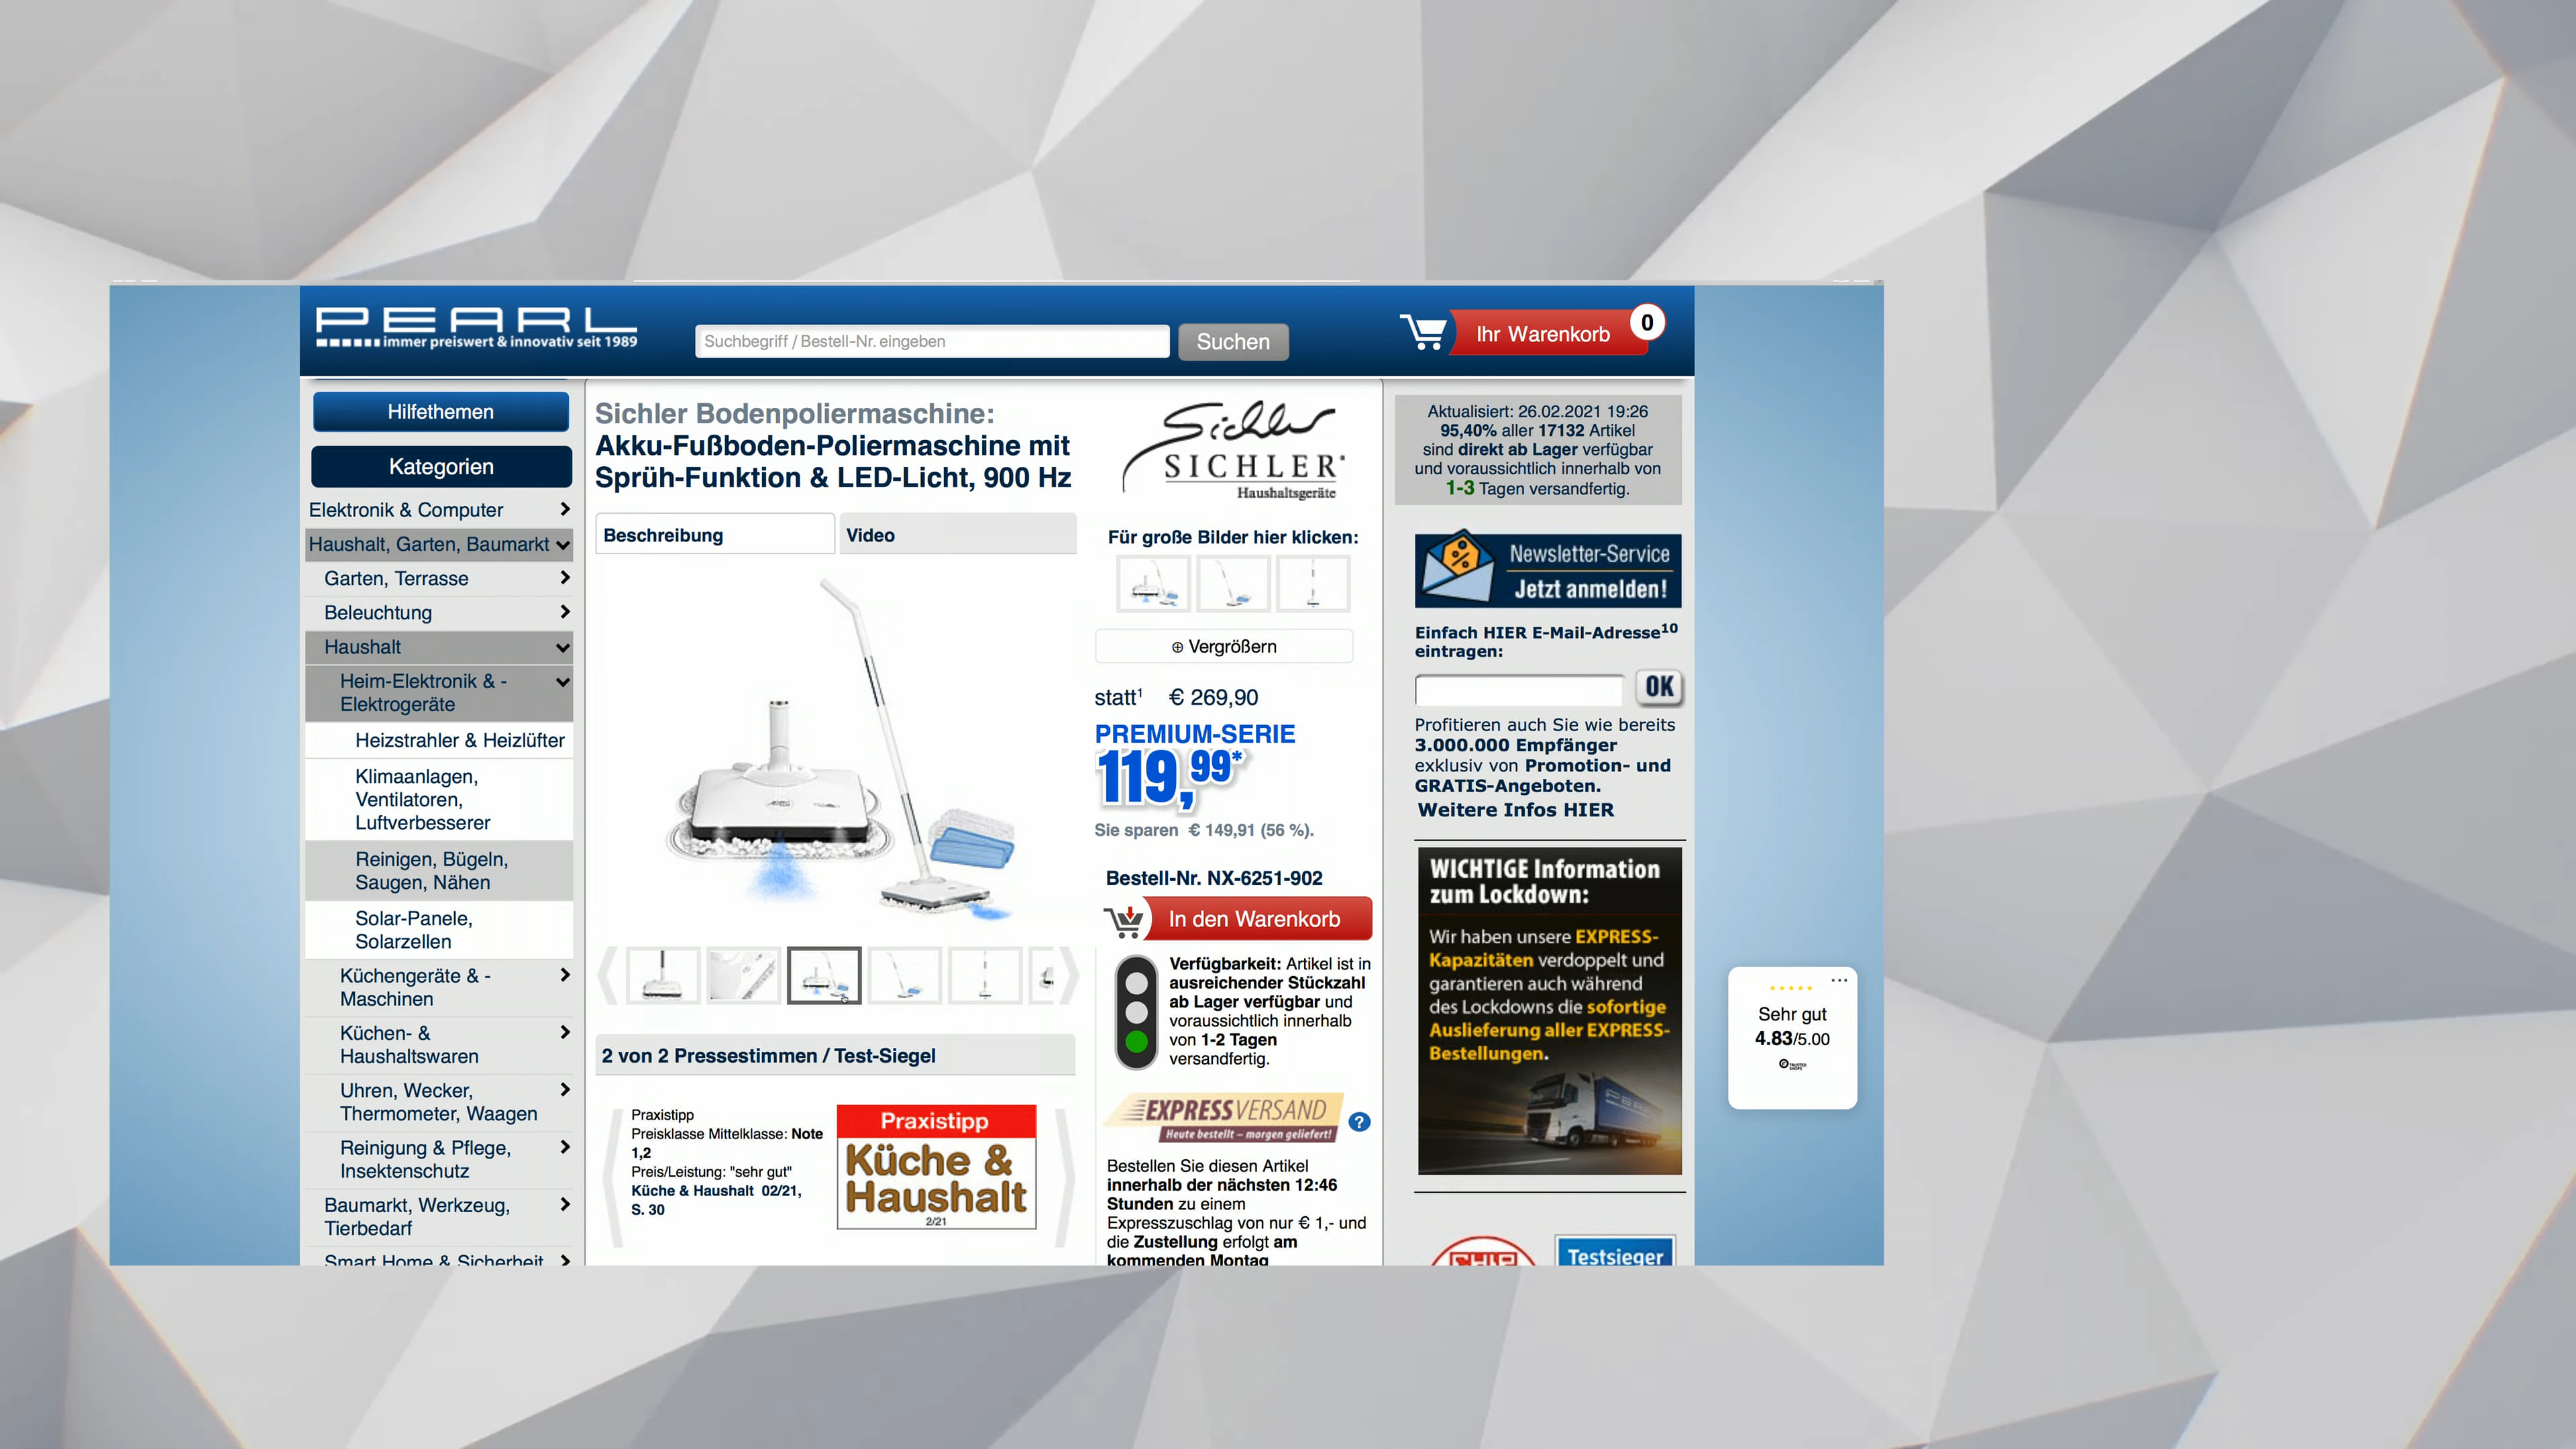 PEARL
immer preiswert & innovativ seit 1989
Suchbegriff / Bestell-Nr. eingeben
Suchen
Ihr Warenkorb
0
Hilfethemen
Kategorien
Elektronik & Computer
Haushalt, Garten, Baumarkt
Garten, Terrasse
Beleuchtung
Haushalt
Heim-Elektronik & -
Elektrogeräte
Heizstrahler & Heizlüfter
Klimaanlagen,
Ventilatoren,
Luftverbesserer
Reinigen, Bügeln,
Saugen, Nähen
Solar-Panele,
Solarzellen
Küchengeräte & -
Maschinen
Küchen- &
Haushaltswaren
Uhren, Wecker,
Thermometer, Waagen
Reinigung & Pflege,
Insektenschutz
Baumarkt, Werkzeug,
Tierbedarf
Smart Home & Sicherheit
Sichler Bodenpoliermaschine:
Akku-Fußboden-Poliermaschine mit
Sprüh-Funktion & LED-Licht, 900 Hz
Beschreibung
Video
2 von 2 Pressestimmen / Test-Siegel
Praxistipp
Preisklasse Mittelklasse: Note
1,2
Preis/Leistung: "sehr gut"
Küche & Haushalt 02/21,
S. 30
Praxistipp
Küche &
Haushalt
2/21
Sichler
SICHLER
Haushaltsgeräte
Für große Bilder hier klicken:
Vergrößern
statt¹ € 269,90
PREMIUM-SERIE
119,99*
Sie sparen € 149,91 (56 %).
Bestell-Nr. NX-6251-902
In den Warenkorb
Verfügbarkeit: Artikel ist in
ausreichender Stückzahl
ab Lager verfügbar und
voraussichtlich innerhalb
von 1-2 Tagen
versandfertig.
EXPRESSVERSAND
Heute bestellt – morgen geliefert!
?
Bestellen Sie diesen Artikel
innerhalb der nächsten 12:46
Stunden zu einem
Expresszuschlag von nur € 1,- und
die Zustellung erfolgt am
kommenden Montag
Aktualisiert: 26.02.2021 19:26
95,40% aller 17132 Artikel
sind direkt ab Lager verfügbar
und voraussichtlich innerhalb von
1-3 Tagen versandfertig.
%
Newsletter-Service
Jetzt anmelden!
Einfach HIER E-Mail-Adresse¹⁰
eintragen:
OK
Profitieren auch Sie wie bereits
3.000.000 Empfänger
exklusiv von Promotion- und
GRATIS-Angeboten.
Weitere Infos HIER
WICHTIGE Information
zum Lockdown:
Wir haben unsere EXPRESS-
Kapazitäten verdoppelt und
garantieren auch während
des Lockdowns die sofortige
Auslieferung aller EXPRESS-
Bestellungen.
PEARL
CHIP
Testsieger
Sehr gut
4.83/5.00
TRUSTED
SHOPS